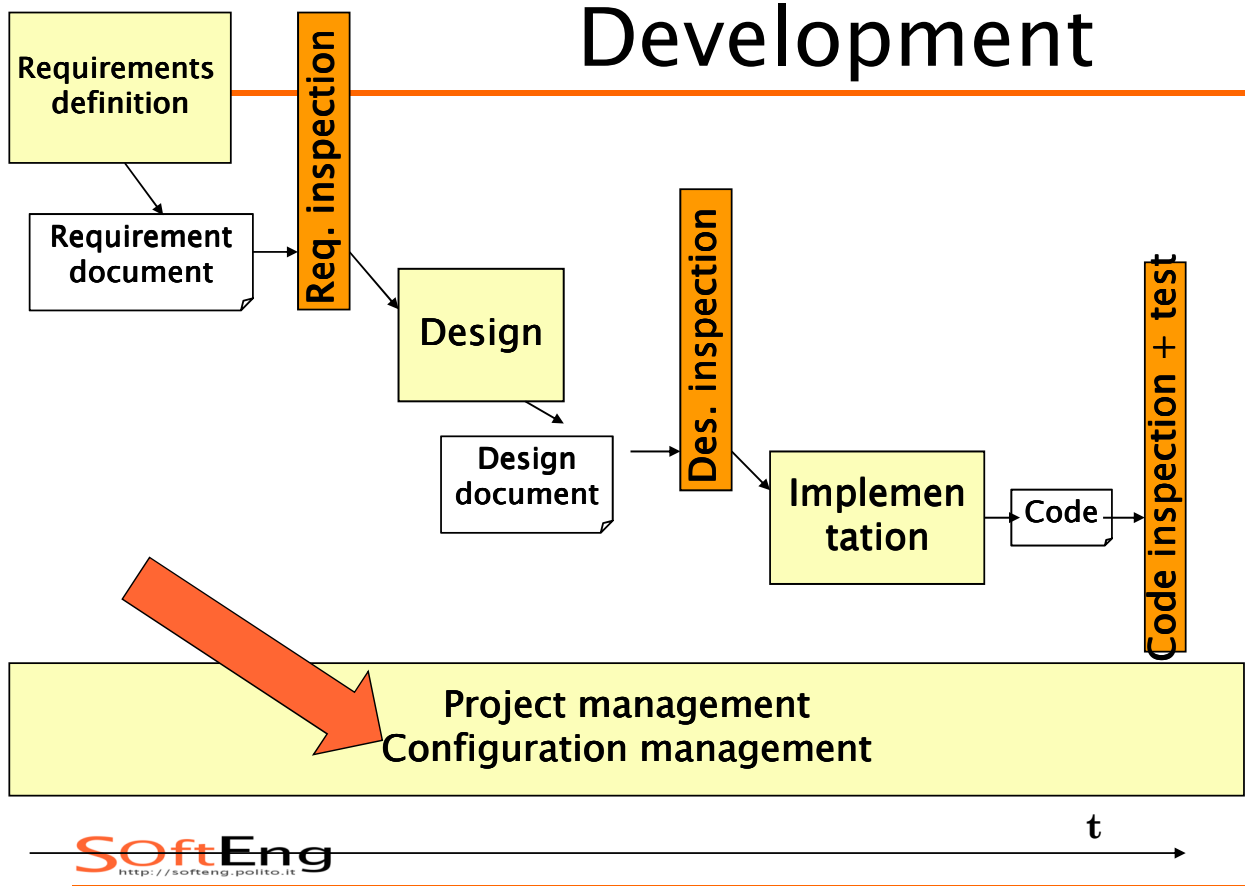 Development
Requirements
definition
Req. inspection
Requirement
document
Design
Des. inspection
Design
document
Implemen
tation
Code
Code inspection + test
Project management
Configuration management
t
SOftEng
http://softeng.polito.it